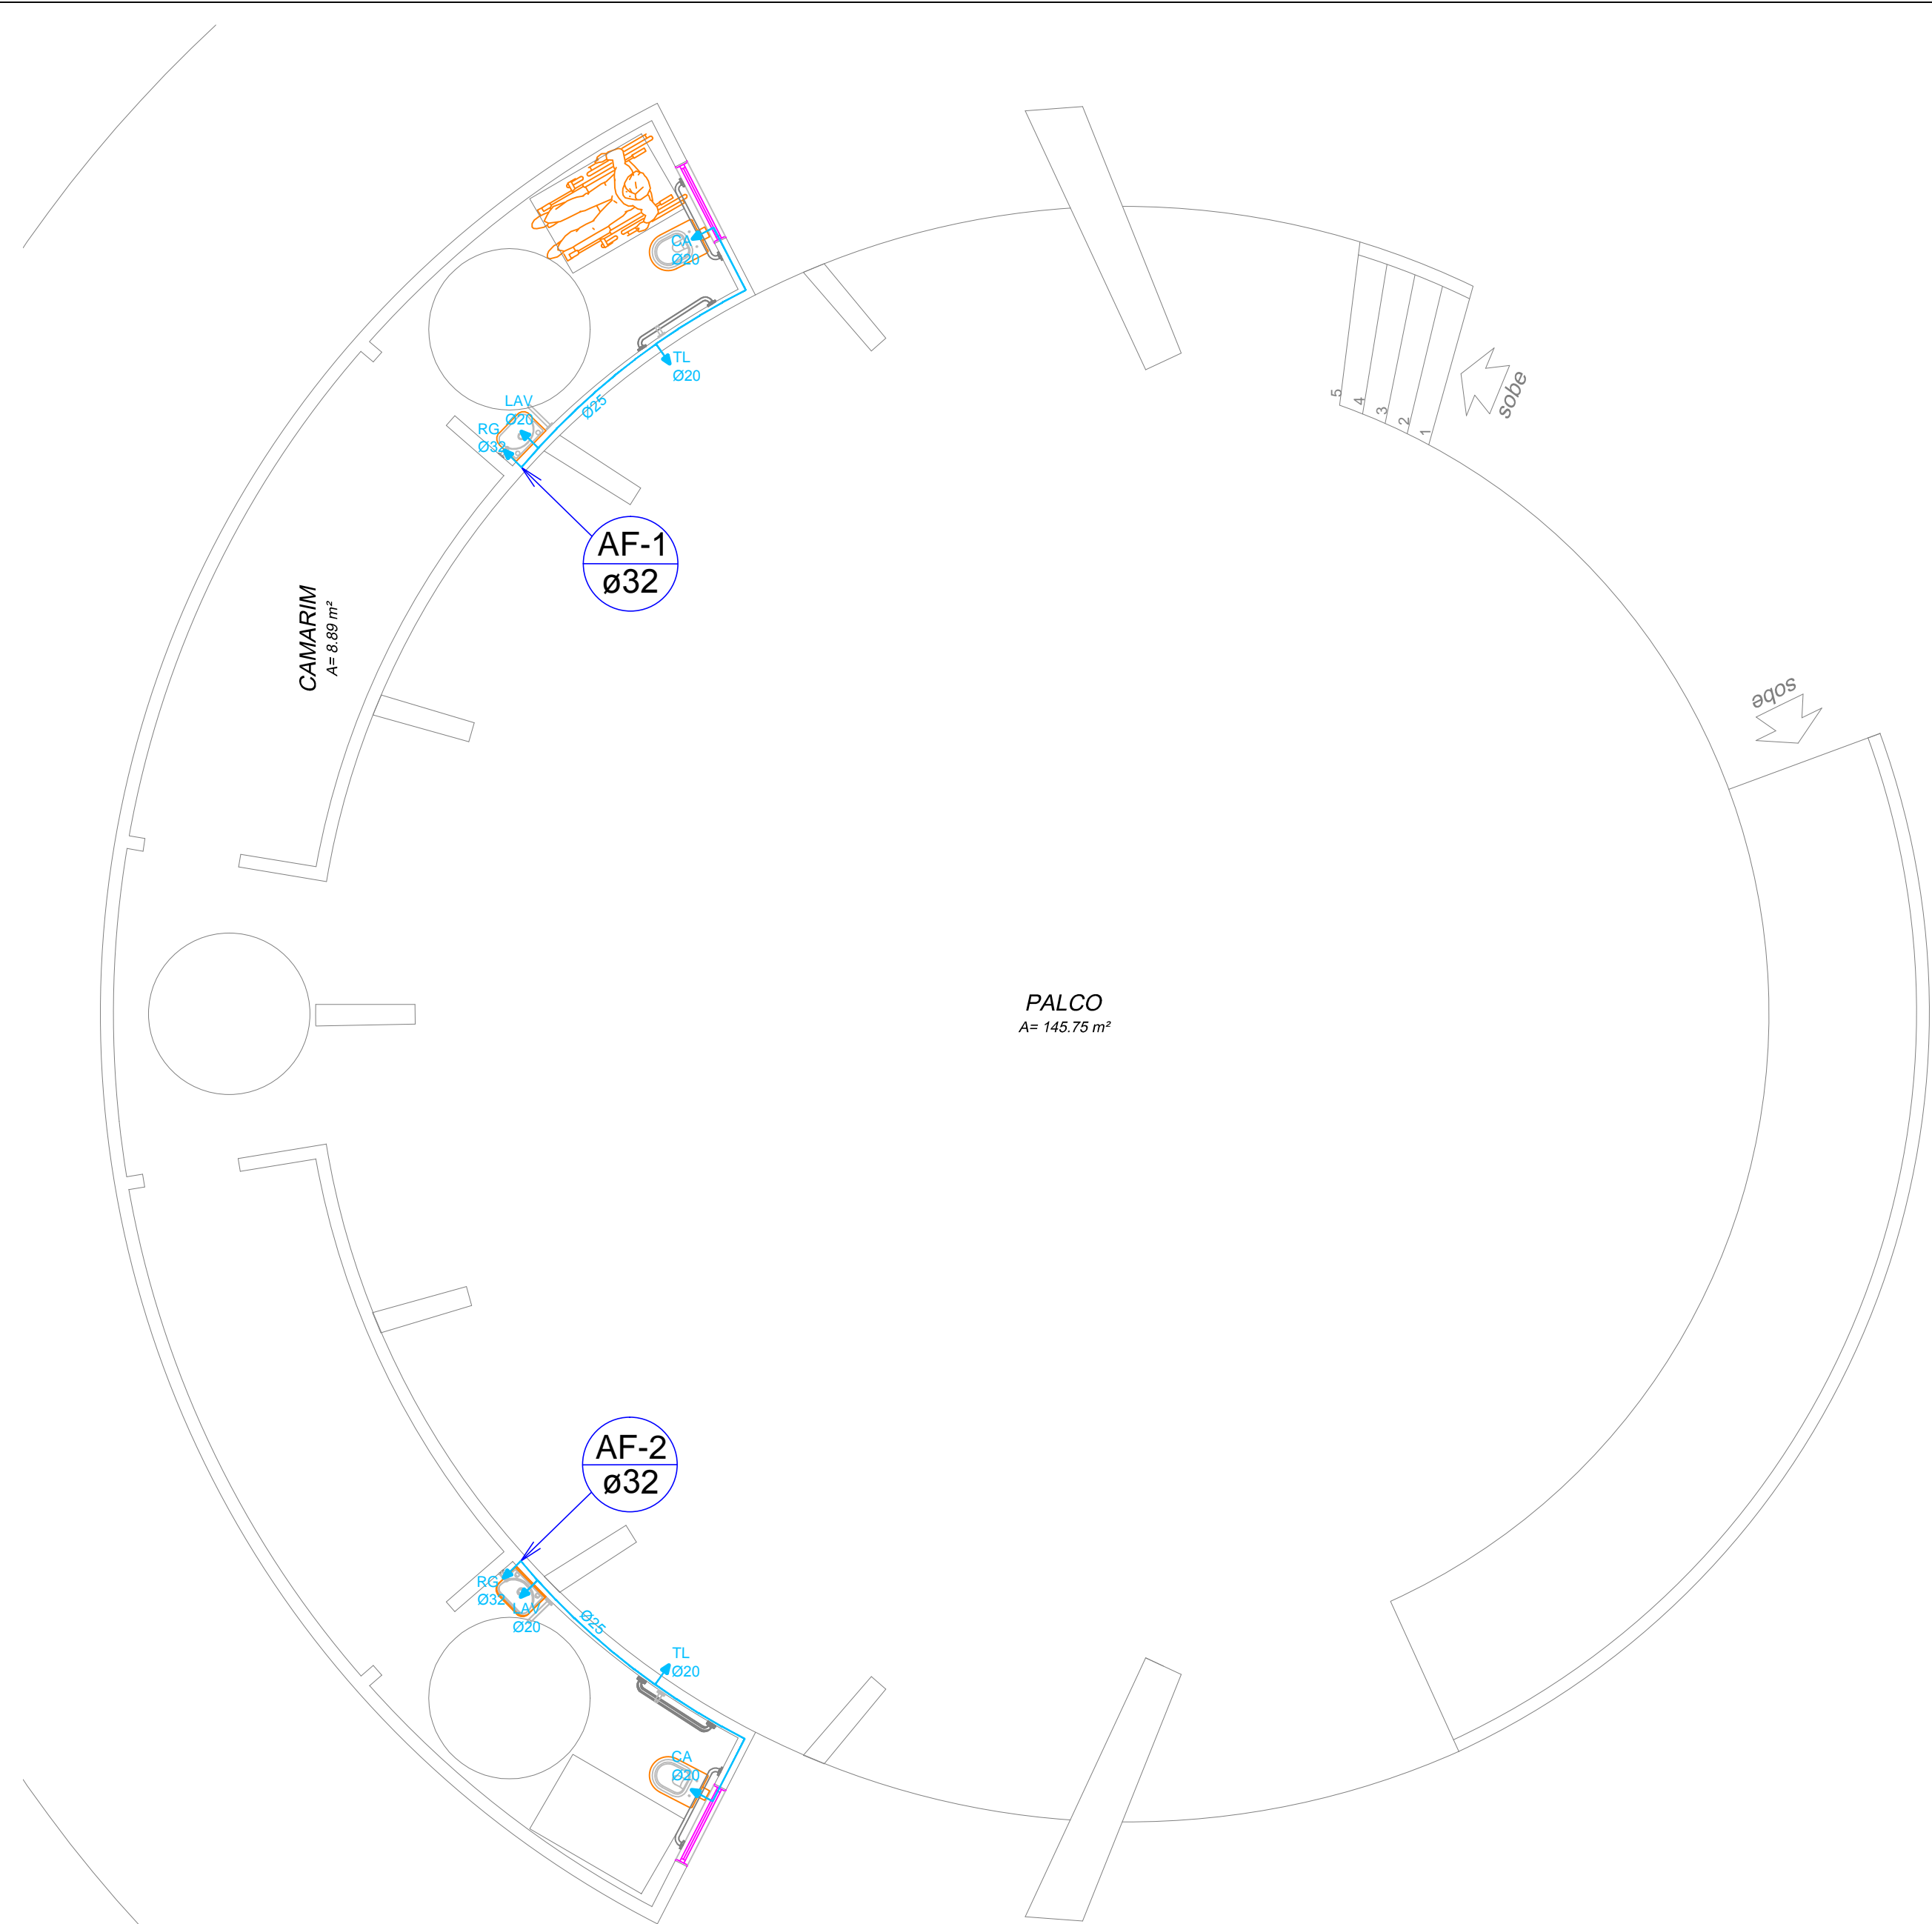 CA
Ø20
TL
Ø20
Ø25
LAV
Ø20
RG
Ø32
AF-1
ø32
5
4
3
2
1
sobe
sobe
CAMARIM
A= 8.89 m²
PALCO
A= 145.75 m²
AF-2
ø32
RG
Ø32
LAV
Ø20
Ø25
TL
Ø20
CA
Ø20